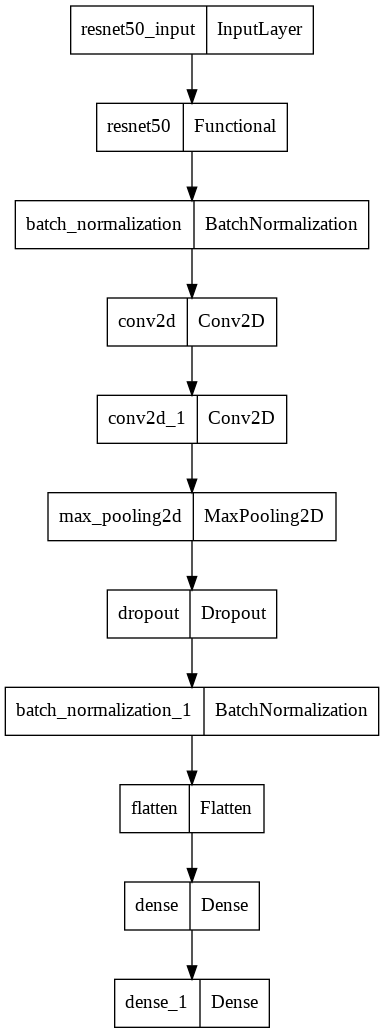 resnet50_input InputLayer
resnet50 Functional
batch_normalization BatchNormalization
conv2d Conv2D
conv2d_1 Conv2D
max_pooling2d MaxPooling2D
dropout Dropout
batch_normalization_1 BatchNormalization
flatten Flatten
dense Dense
dense_1 Dense